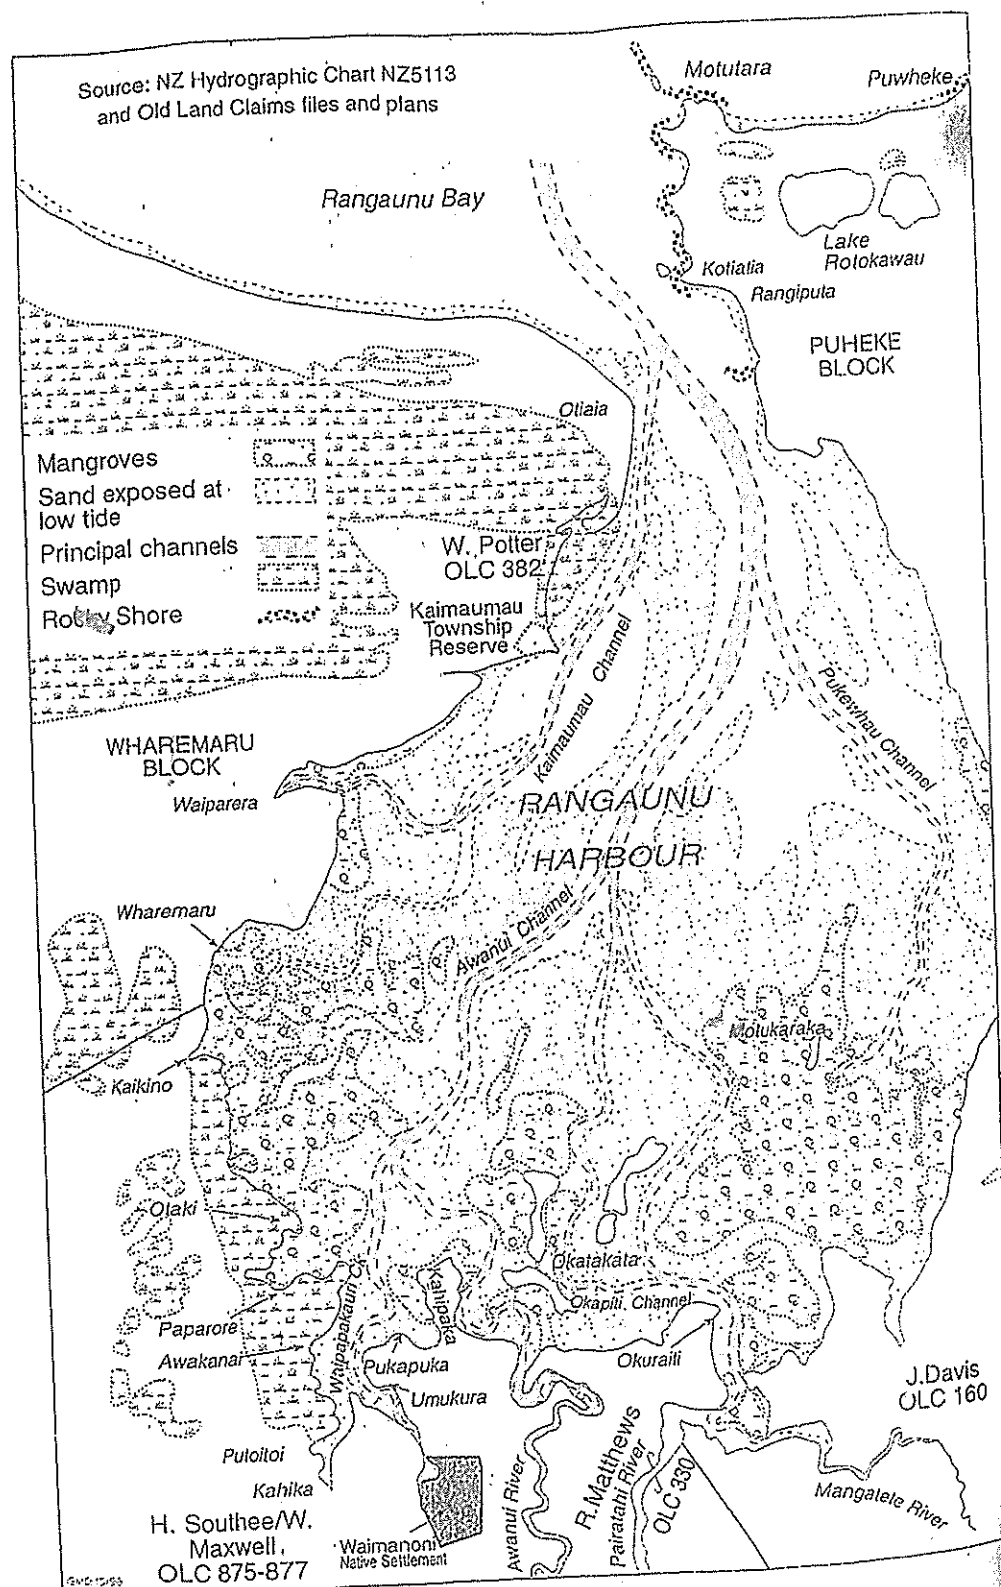 Source: NZ Hydrographic Chart NZ5113
and Old Land Claims files and plans
Motutara
Puwheke
Rangaunu Bay
Lake
Rotokawau
Kotiatia
Rangiputa
PUHEKE
BLOCK
Otiaia
Mangroves
Sand exposed at
low tide
Principal channels
Swamp
Rocky Shore
W. Potter
OLC 382
Kaimaumau
Township
Reserve
Kaimaumau Channel
Pukewhau Channel
WHAREMARU
BLOCK
Waiparera
RANGAUNU
HARBOUR
Wharemaru
Awanui Channel
Motukaraka
Kaikino
Olaki
Okatakata
Okapiti Channel
Paparore
Awakanai
Waipapakauri Ck
Kahipaka
Pukapuka
Umukura
Okuraiti
J.Davis
OLC 160
Putoitoi
Kahika
H. Southee/W.
Maxwell,
OLC 875-877
Waimanoni
Native Settlement
Awanui River
R.Matthews
Pairatahi River
OLC 330
Mangatete River